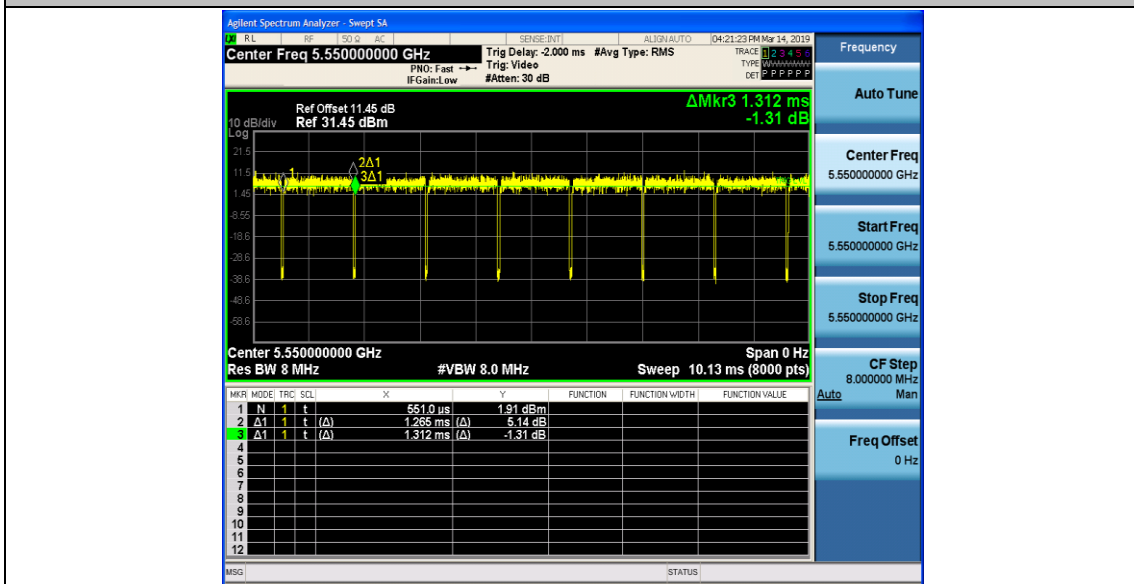 Agilent Spectrum Analyzer - Swept SA
RL RF 50 Ω AC SENSE:INT ALIGN AUTO 04:21:23 PM Mar 14, 2019
Center Freq 5.550000000 GHz
Trig Delay: -2.000 ms #Avg Type: RMS
PNO: Fast Trig: Video
IFGain:Low #Atten: 30 dB
TRACE 1 2 3 4 5 6
TYPE
DET P P P P P P
Frequency
Auto Tune
ΔMkr3 1.312 ms
-1.31 dB
Ref Offset 11.45 dB
10 dB/div Ref 31.45 dBm
Log
21.5
11.5
1.45
-8.55
-18.6
-28.6
-38.6
-48.6
-58.6
1
2Δ1
3Δ1
Center Freq
5.550000000 GHz
Start Freq
5.550000000 GHz
Stop Freq
5.550000000 GHz
CF Step
8.000000 MHz
Auto Man
Freq Offset
0 Hz
Center 5.550000000 GHz Span 0 Hz
Res BW 8 MHz #VBW 8.0 MHz Sweep 10.13 ms (8000 pts)
MKR MODE TRC SCL X Y FUNCTION FUNCTION WIDTH FUNCTION VALUE
1 N 1 t 551.0 µs 1.91 dBm
2 Δ1 1 t (Δ) 1.265 ms (Δ) 5.14 dB
3 Δ1 1 t (Δ) 1.312 ms (Δ) -1.31 dB
4
5
6
7
8
9
10
11
12
MSG STATUS